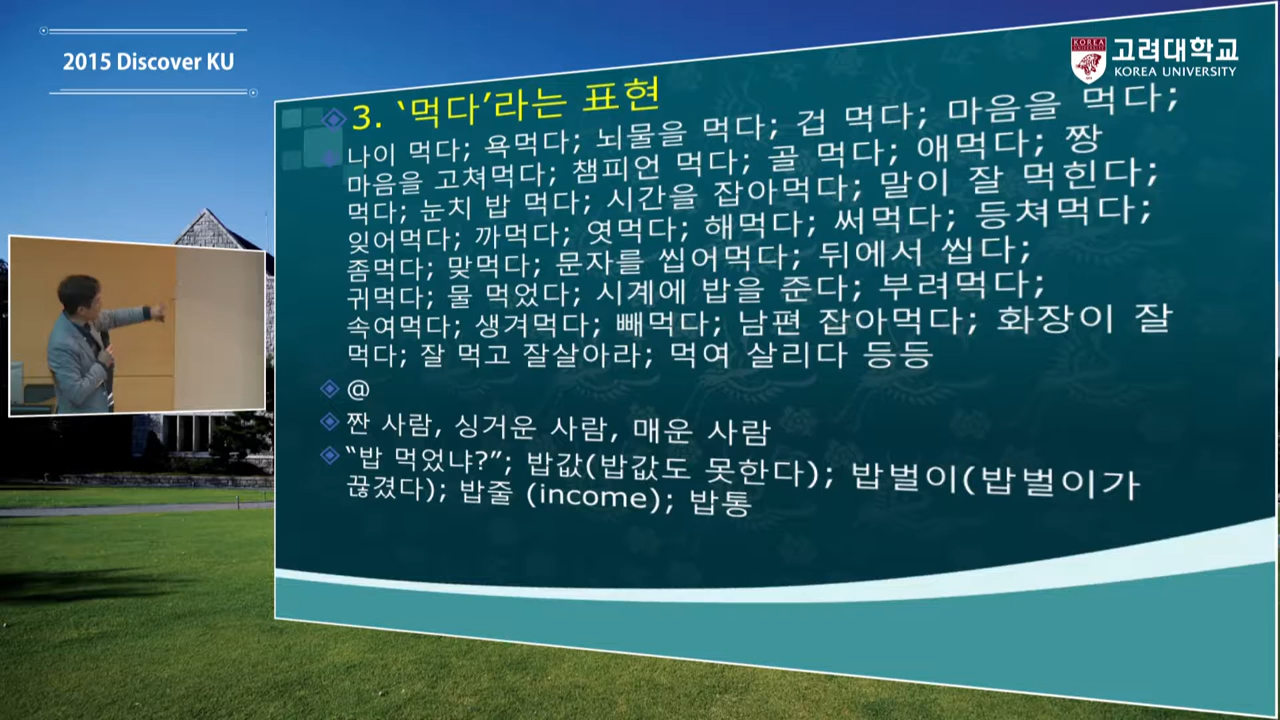 2015 Discover KU
고려대학교
KOREA UNIVERSITY
3. ‘먹다’라는 표현
나이 먹다; 욕먹다; 뇌물을 먹다; 겁 먹다; 마음을 먹다;
마음을 고쳐먹다; 챔피언 먹다; 골 먹다; 애먹다; 짱
먹다; 눈치 밥 먹다; 시간을 잡아먹다; 말이 잘 먹힌다;
잊어먹다; 까먹다; 엿먹다; 해먹다; 써먹다; 등쳐먹다;
좀먹다; 맞먹다; 문자를 씹어먹다; 뒤에서 씹다;
귀먹다; 물 먹었다; 시계에 밥을 준다; 부려먹다;
속여먹다; 생겨먹다; 빼먹다; 남편 잡아먹다; 화장이 잘
먹다; 잘 먹고 잘살아라; 먹여 살리다 등등
@
짠 사람, 싱거운 사람, 매운 사람
“밥 먹었냐?”; 밥값(밥값도 못한다); 밥벌이(밥벌이가
끊겼다); 밥줄 (income); 밥통